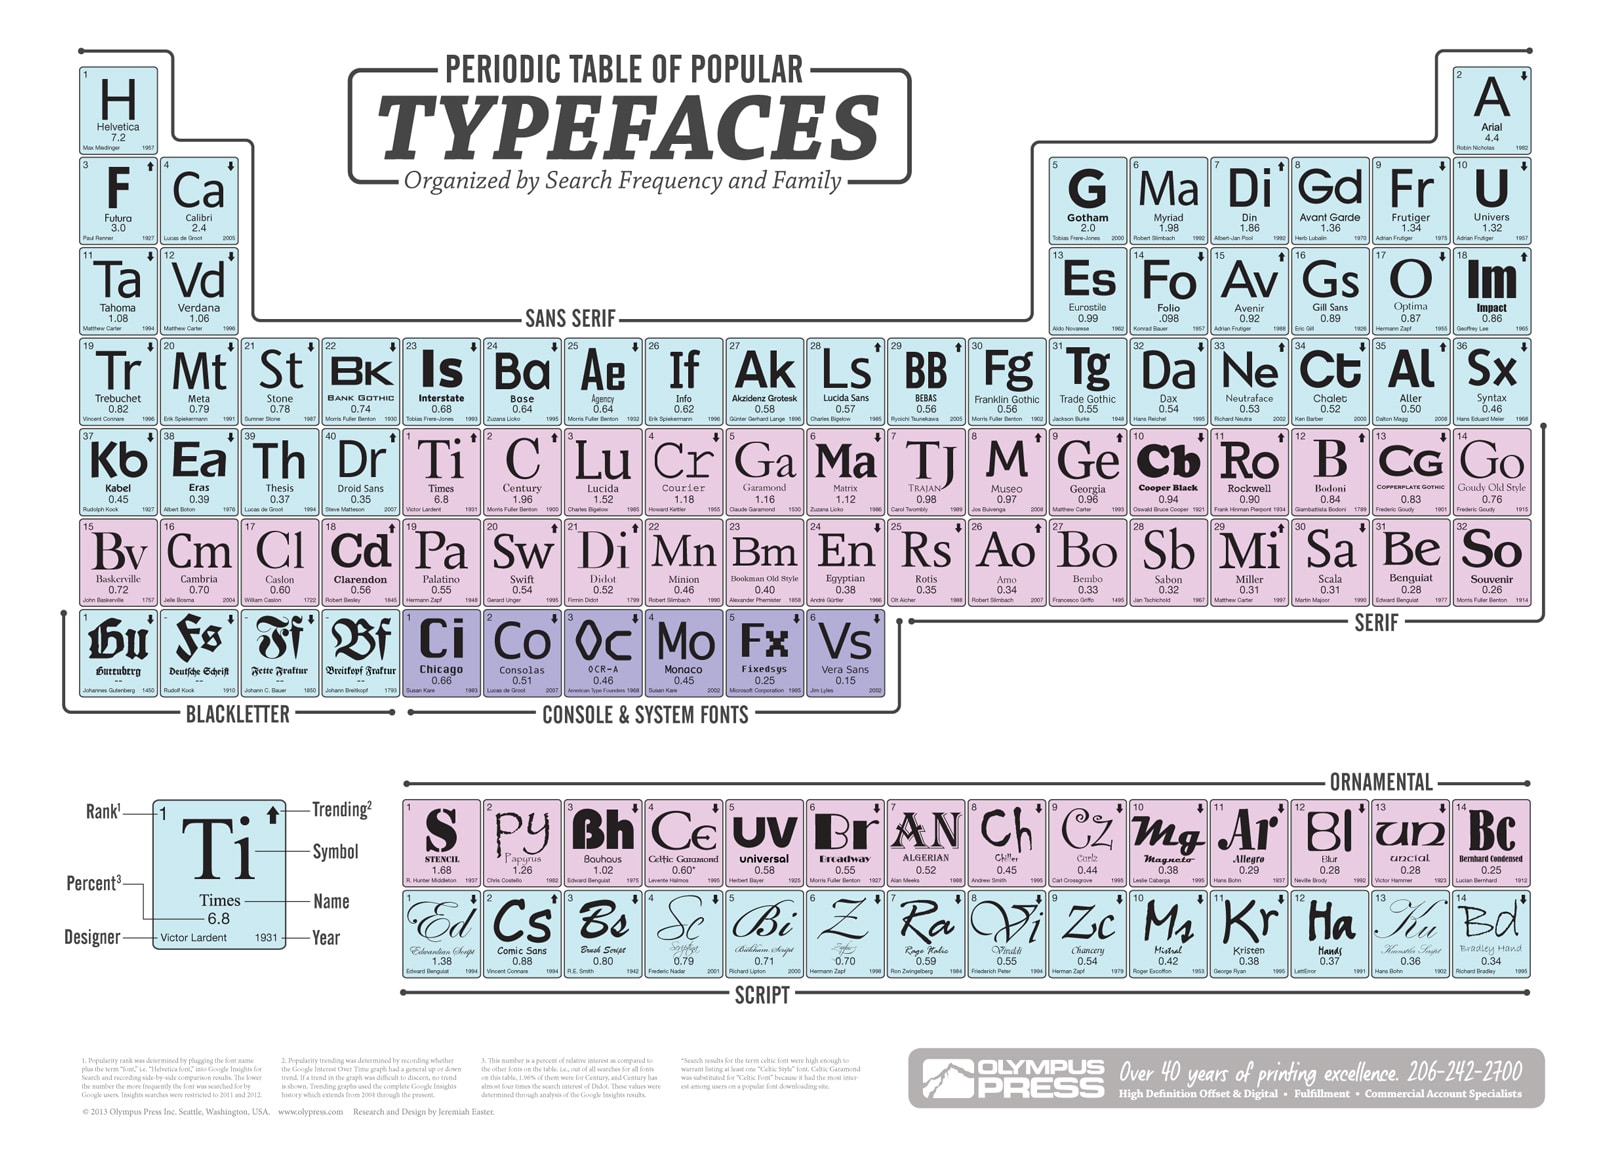 PERIODIC TABLE OF POPULAR
TYPEFACES
Organized by Search Frequency and Family
1
H
Helvetica
7.2
Max Miedinger 1957
2
A
Arial
4.4
Robin Nicholas 1982
3
F
Futura
3.0
Paul Renner 1927
4
Ca
Calibri
2.4
Lucas de Groot 2005
5
G
Gotham
2.0
Tobias Frere-Jones 2000
6
Ma
Myriad
1.98
Robert Slimbach 1992
7
Di
Din
1.86
Albert-Jan Pool 1992
8
Gd
Avant Garde
1.36
Herb Lubalin 1970
9
Fr
Frutiger
1.34
Adrian Frutiger 1975
10
U
Univers
1.32
Adrian Frutiger 1957
11
Ta
Tahoma
1.08
Matthew Carter 1994
12
Vd
Verdana
1.06
Matthew Carter 1996
13
Es
Eurostile
0.99
Aldo Novarese 1962
14
Fo
Folio
.098
Konrad Bauer 1957
15
Av
Avenir
0.92
Adrian Frutiger 1988
16
Gs
Gill Sans
0.89
Eric Gill 1926
17
O
Optima
0.87
Hermann Zapf 1955
18
Im
Impact
0.86
Geoffrey Lee 1965
SANS SERIF
19
Tr
Trebuchet
0.82
Vincent Connare 1996
20
Mt
Meta
0.79
Erik Spiekermann 1991
21
St
Stone
0.78
Sumner Stone 1987
22
BK
BANK GOTHIC
0.74
Morris Fuller Benton 1930
23
Is
Interstate
0.68
Tobias Frere-Jones 1993
24
Ba
Base
0.64
Zuzana Licko 1995
25
Ae
Agency
0.64
Morris Fuller Benton 1932
26
If
Info
0.62
Erik Spiekermann 1996
27
Ak
Akzidenz Grotesk
0.58
Günter Gerhard Lange 1896
28
Ls
Lucida Sans
0.57
Charles Bigelow 1985
29
BB
BEBAS
0.56
Ryoichi Tsunekawa 2005
30
Fg
Franklin Gothic
0.56
Morris Fuller Benton 1902
31
Tg
Trade Gothic
0.55
Jackson Burke 1948
32
Da
Dax
0.54
Hans Reichel 1995
33
Ne
Neutraface
0.53
Richard Neutra 2002
34
Ct
Chalet
0.52
Ken Barber 2000
35
Al
Aller
0.50
Dalton Maag 2008
36
Sx
Syntax
0.46
Hans Eduard Meier 1968
37
Kb
Kabel
0.45
Rudolph Kock 1927
38
Ea
Eras
0.39
Albert Boton 1976
39
Th
Thesis
0.37
Lucas de Groot 1994
40
Dr
Droid Sans
0.35
Steve Matteson 2007
1
Ti
Times
6.8
Victor Lardent 1931
2
C
Century
1.96
Morris Fuller Benton 1900
3
Lu
Lucida
1.52
Charles Bigelow 1985
4
Cr
Courier
1.18
Howard Kettler 1955
5
Ga
Garamond
1.16
Claude Garamond 1530
6
Ma
Matrix
1.12
Zuzana Licko 1986
7
TJ
TRAJAN
0.98
Carol Twombly 1989
8
M
Museo
0.97
Jos Buivenga 2008
9
Ge
Georgia
0.96
Matthew Carter 1993
10
Cb
Cooper Black
0.94
Oswald Bruce Cooper 1921
11
Ro
Rockwell
0.90
Frank Hinman Pierpont 1934
12
B
Bodoni
0.84
Giambattista Bodoni 1789
13
CG
COPPERPLATE GOTHIC
0.83
Frederic Goudy 1901
14
Go
Goudy Old Style
0.76
Frederic Goudy 1915
15
Bv
Baskerville
0.72
John Baskerville 1757
16
Cm
Cambria
0.70
Jelle Bosma 2004
17
Cl
Caslon
0.60
William Caslon 1722
18
Cd
Clarendon
0.56
Robert Besley 1845
19
Pa
Palatino
0.55
Hermann Zapf 1948
20
Sw
Swift
0.54
Gerard Unger 1995
21
Di
Didot
0.52
Firmin Didot 1799
22
Mn
Minion
0.46
Robert Slimbach 1990
23
Bm
Bookman Old Style
0.40
Alexander Phemister 1858
24
En
Egyptian
0.38
André Gürtler 1966
25
Rs
Rotis
0.35
Olt Aicher 1988
26
Ao
Amo
0.34
Robert Slimbach 2007
27
Bo
Bembo
0.33
Francesco Griffo 1495
28
Sb
Sabon
0.32
Jan Tschichold 1967
29
Mi
Miller
0.31
Matthew Carter 1997
30
Sa
Scala
0.31
Martin Majoor 1990
31
Be
Benguiat
0.28
Edward Benguiat 1977
32
So
Souvenir
0.26
Morris Fuller Benton 1914
SERIF
1
Gu
Gutenberg
--
Johannes Gutenberg 1450
-
Fs
Deutsche Schrift
--
Rudolf Kock 1910
-
Ff
Fette Fraktur
--
Johann C. Bauer 1850
-
Bf
Breitkopf Fraktur
--
Johann Breitkopf 1793
1
Ci
Chicago
0.66
Susan Kare 1983
2
Co
Consolas
0.51
Lucas de Groot 2007
3
Oc
OCR-A
0.46
American Type Founders 1968
4
Mo
Monaco
0.45
Susan Kare 2002
5
Fx
Fixedsys
0.25
Microsoft Corporation 1985
6
Vs
Vera Sans
0.15
Jim Lyles 2002
BLACKLETTER
CONSOLE & SYSTEM FONTS
ORNAMENTAL
Rank1
Trending2
Symbol
Percent3
Name
Designer
Year
1
Ti
Times
6.8
Victor Lardent 1931
1
S
STENCIL
1.68
R. Hunter Middleton 1937
2
Py
Papyrus
1.26
Chris Costello 1982
3
Bh
Bauhaus
1.02
Edward Benguiat 1975
4
Ce
Celtic Garamond
0.60*
Levente Halmos 1995
5
UV
universal
0.58
Herbert Bayer 1925
6
Br
Broadway
0.55
Morris Fuller Benton 1927
7
AN
ALGERIAN
0.52
Alan Meeks 1988
8
Ch
Chiller
0.45
Andrew Smith 1995
9
Cz
Curlz
0.44
Carl Crossgrove 1995
10
Mg
Magneto
0.38
Leslie Cabarga 1995
11
Ar
Allegro
0.29
Hans Bohn 1937
12
Bl
Blur
0.28
Neville Brody 1992
13
un
uncial
0.28
Victor Hammer 1923
14
Bc
Bernhard Condensed
0.25
Lucian Bernhard 1912
1
Ed
Edwardian Script
1.38
Edward Benguiat 1994
2
Cs
Comic Sans
0.88
Vincent Connare 1994
3
Bs
Brush Script
0.80
R.E. Smith 1942
4
Sc
Scriptina
0.79
Frederic Nadar 2001
5
Bi
Bickham Script
0.71
Richard Lipton 2000
6
Z
Zapfino
0.70
Hermann Zapf 1998
7
Ra
Rage Italic
0.59
Ron Zwingelberg 1984
8
Vi
Vivaldi
0.55
Friederich Peter 1994
9
Zc
Chancery
0.54
Herman Zapf 1979
10
Ms
Mistral
0.42
Roger Excoffon 1953
11
Kr
Kristen
0.38
George Ryan 1995
12
Ha
Hands
0.37
LettError 1991
13
Ku
Kuenstler Script
0.36
Hans Bohn 1902
14
Bd
Bradley Hand
0.34
Richard Bradley 1995
SCRIPT
1. Popularity rank was determined by plugging the font name
plus the term "font," i.e. "Helvetica font," into Google Insights for
Search and recording side-by-side comparison results. The lower
the number the more frequently the font was searched for by
Google users. Insights searches were restricted to 2011 and 2012.
2. Popularity trending was determined by recording whether
the Google Interest Over Time graph had a general up or down
trend. If a trend in the graph was difficult to discern, no trend
is shown. Trending graphs used the complete Google Insights
history which extends from 2004 through the present.
3. This number is a percent of relative interest as compared to
the other fonts on the table. i.e., out of all searches for all fonts
on this table, 1.96% of them were for Century, and Century has
almost four times the search interest of Didot. These values were
determined through analysis of the Google Insights results.
*Search results for the term celtic font were high enough to
warrant listing at least one "Celtic Style" font. Celtic Garamond
was substituted for "Celtic Font" because it had the most inter-
est among users on a popular font downloading site.
© 2013 Olympus Press Inc. Seattle, Washington, USA. www.olypress.com Research and Design by Jeremiah Easter.
OLYMPUS
PRESS
Over 40 years of printing excellence. 206-242-2700
High Definition Offset & Digital • Fulfillment • Commercial Account Specialists